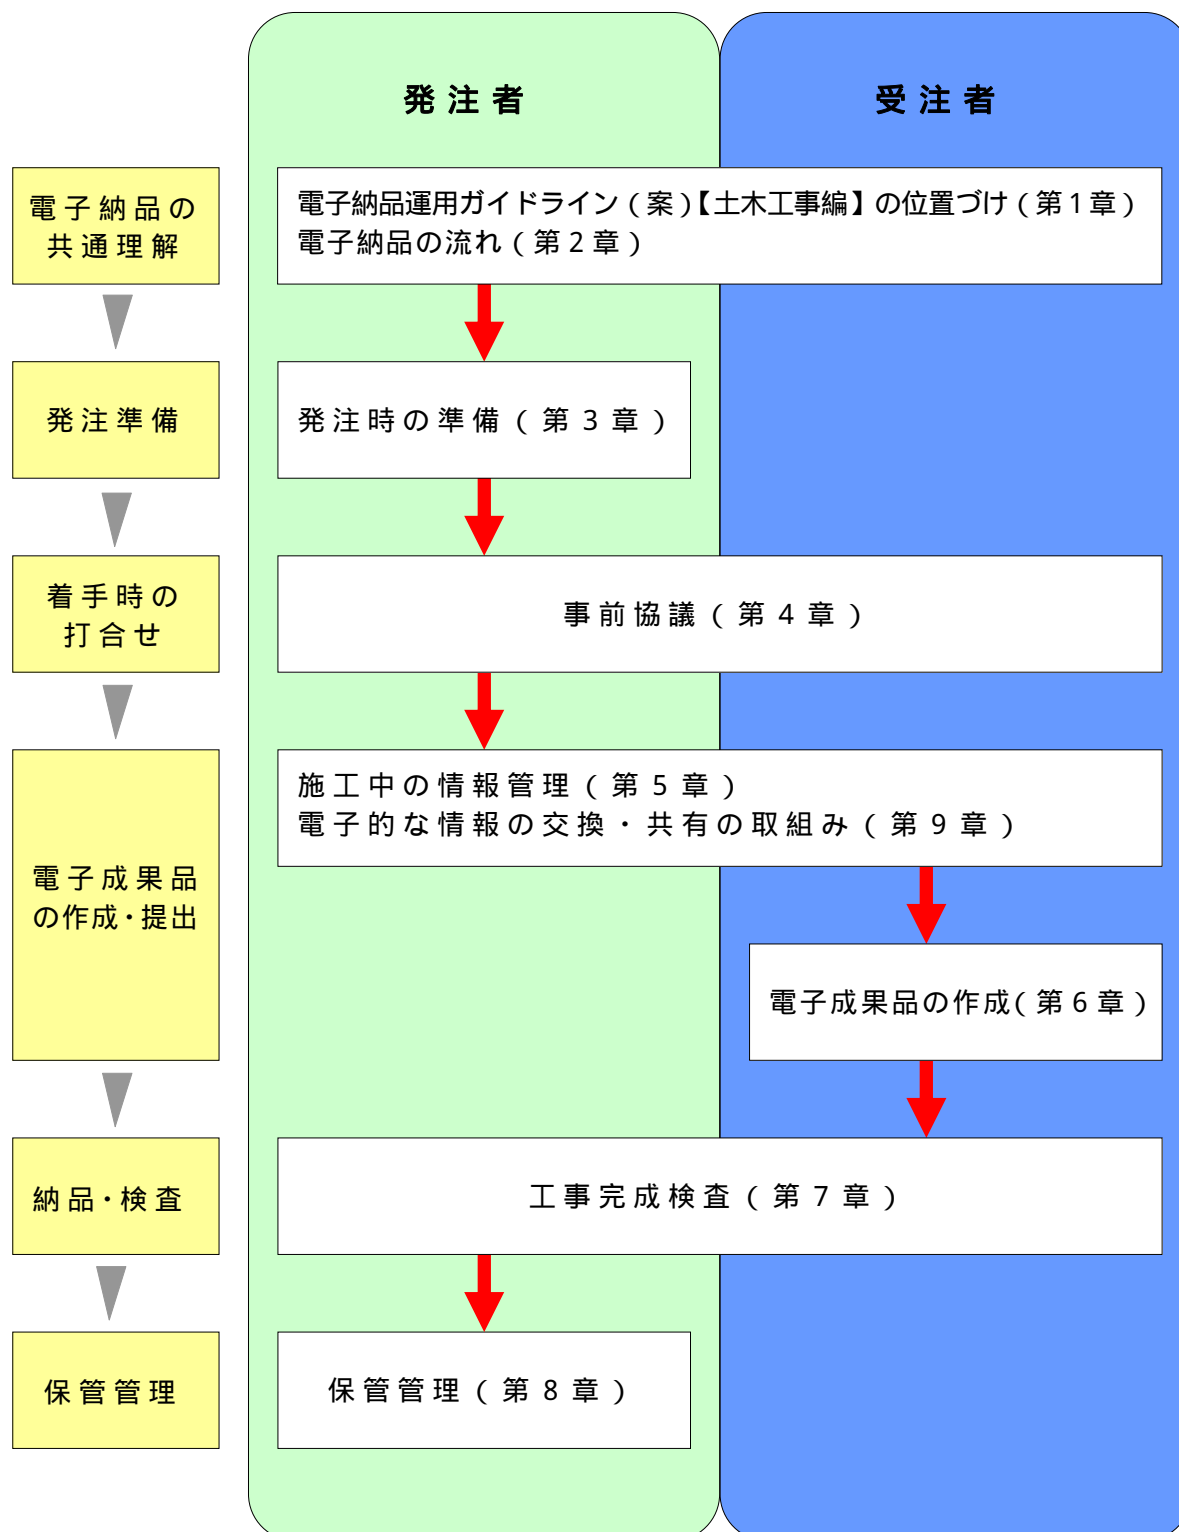 発注者
受注者
電子納品の
共通理解
電子納品運用ガイドライン（案）【土木工事編】の位置づけ（第1章）
電子納品の流れ（第2章）
発注準備
発注時の準備（第3章）
着手時の
打合せ
事前協議（第4章）
電子成果品
の作成・提出
施工中の情報管理（第5章）
電子的な情報の交換・共有の取組み（第9章）
電子成果品の作成（第6章）
納品・検査
工事完成検査（第7章）
保管管理
保管管理（第8章）